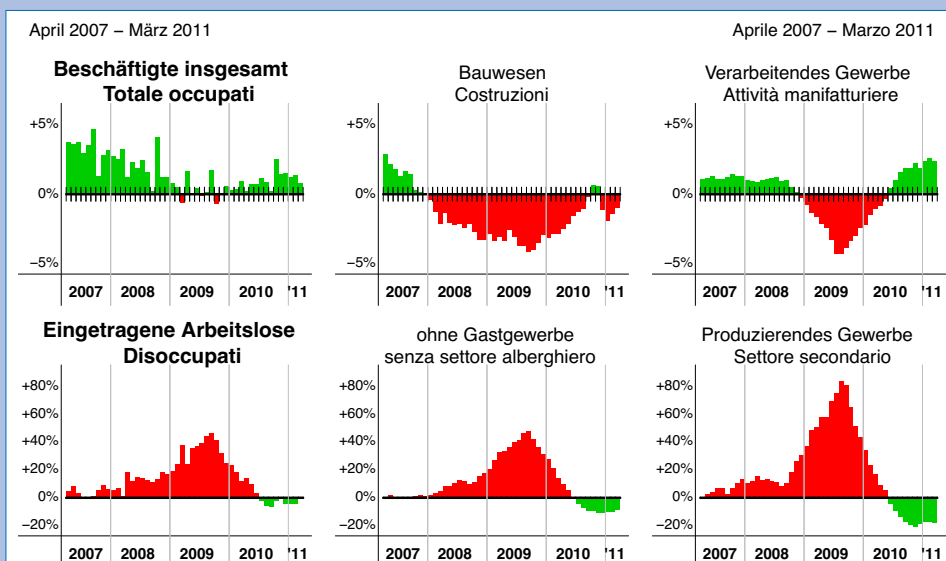 April 2007 – März 2011
Aprile 2007 – Marzo 2011
Beschäftigte insgesamt
Totale occupati
+5%
0%
−5%
2007 2008 2009 2010 '11
Bauwesen
Costruzioni
+5%
0%
−5%
2007 2008 2009 2010 '11
Verarbeitendes Gewerbe
Attività manifatturiere
+5%
0%
−5%
2007 2008 2009 2010 '11
Eingetragene Arbeitslose
Disoccupati
+80%
+60%
+40%
+20%
0%
−20%
2007 2008 2009 2010 '11
ohne Gastgewerbe
senza settore alberghiero
+80%
+60%
+40%
+20%
0%
−20%
2007 2008 2009 2010 '11
Produzierendes Gewerbe
Settore secondario
+80%
+60%
+40%
+20%
0%
−20%
2007 2008 2009 2010 '11